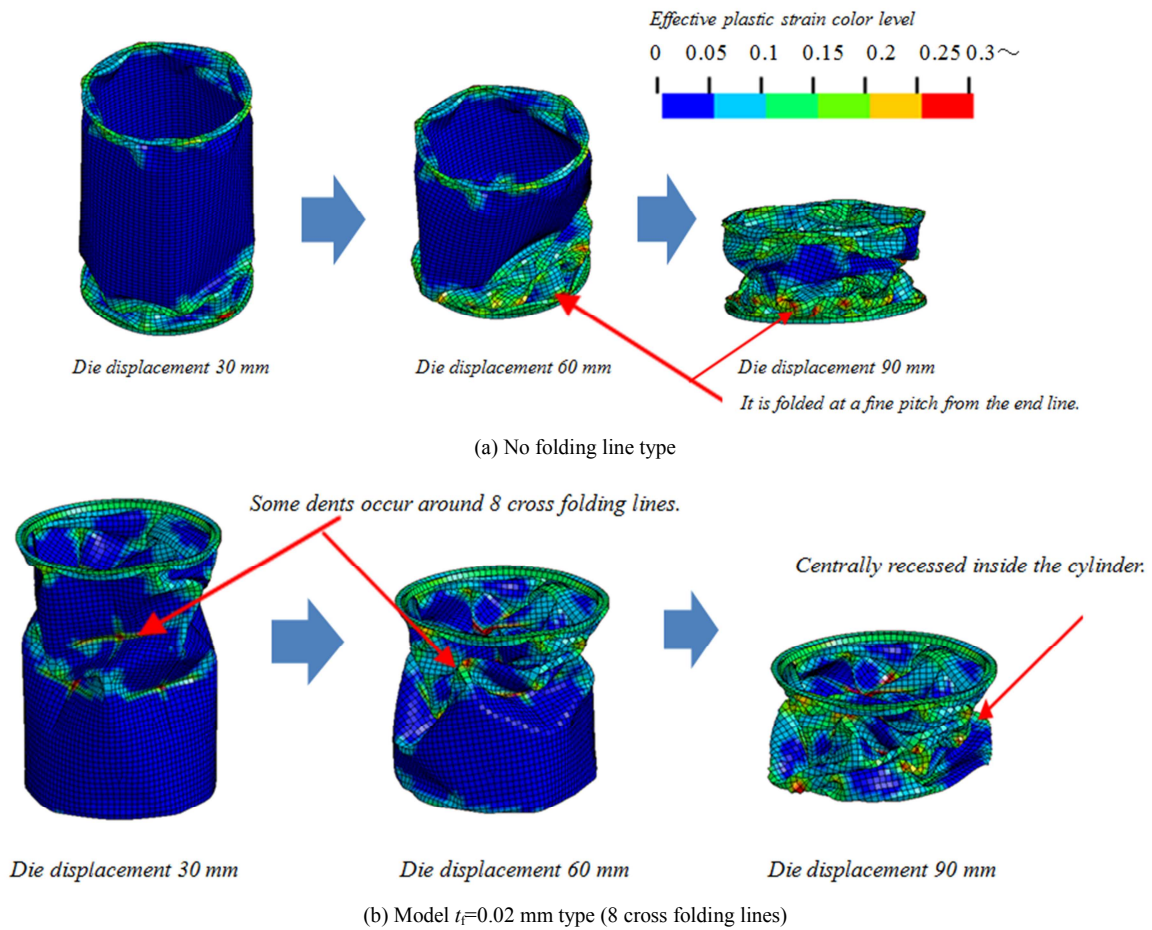 Effective plastic strain color level
0 0.05 0.1 0.15 0.2 0.25 0.3～
Die displacement 30 mm
Die displacement 60 mm
Die displacement 90 mm
It is folded at a fine pitch from the end line.
(a) No folding line type
Some dents occur around 8 cross folding lines.
Centrally recessed inside the cylinder.
Die displacement 30 mm
Die displacement 60 mm
Die displacement 90 mm
(b) Model tf=0.02 mm type (8 cross folding lines)